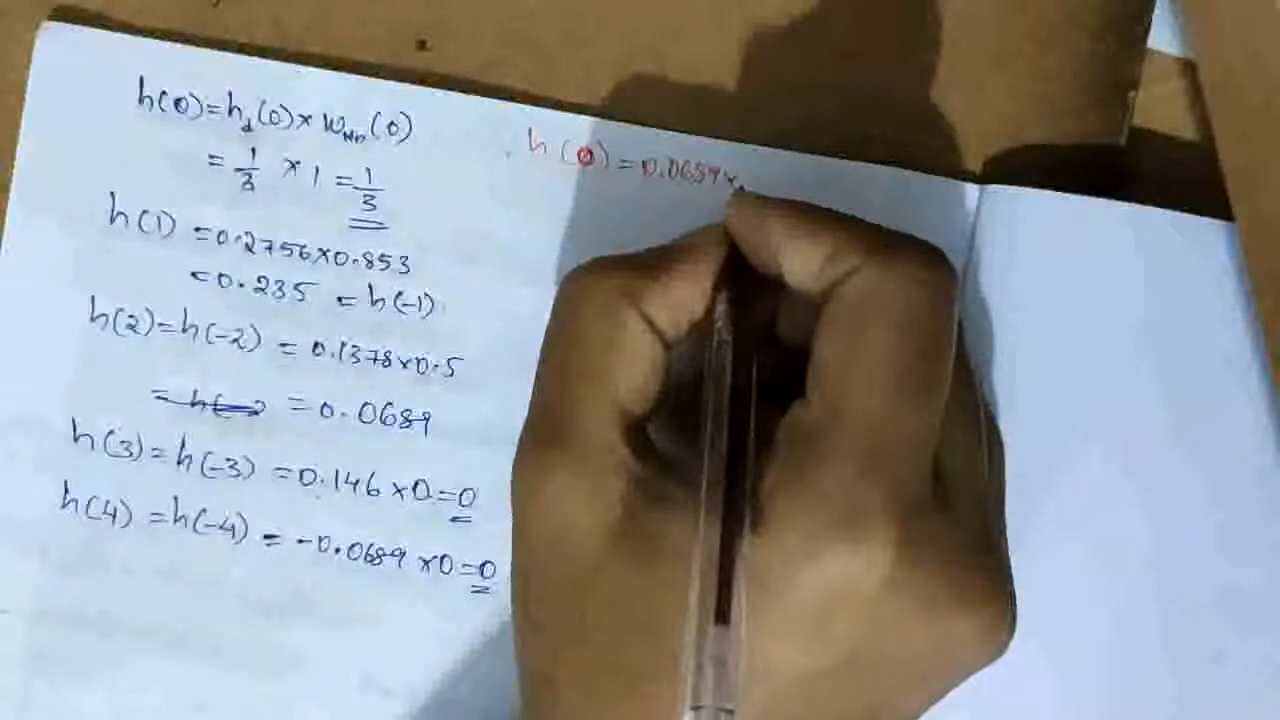 h(0)=h_d(0)× w_Hn(0)
= 1/3 × 1 = 1/3
h(1) =0.2756×0.853
=0.235 = h(-1)
h(2)=h(-2) = 0.1378×0.5
= 0.0689
h(3)=h(-3) =0.146 ×0=0
h(4) =h(-4) = -0.0689 ×0=0
h(0)=0.0689×